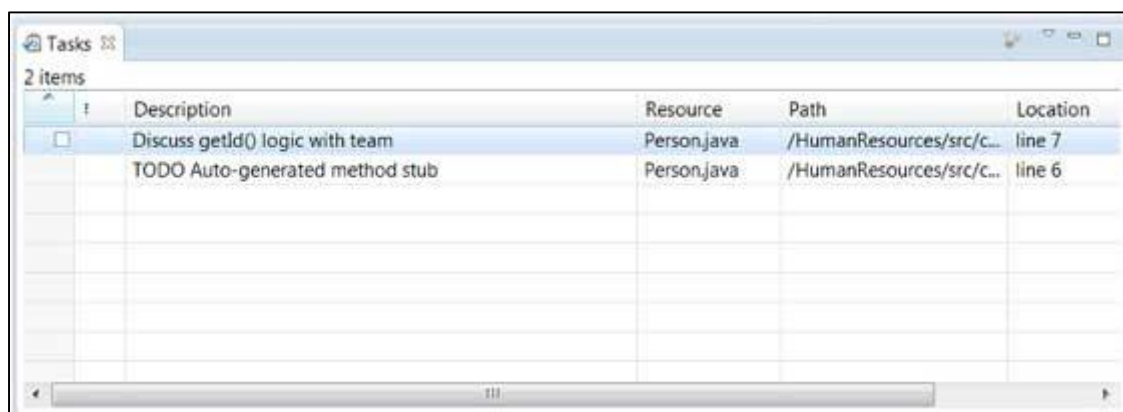 Tasks
2 items
! Description Resource Path Location
Discuss getId() logic with team Person.java /HumanResources/src/c... line 7
TODO Auto-generated method stub Person.java /HumanResources/src/c... line 6